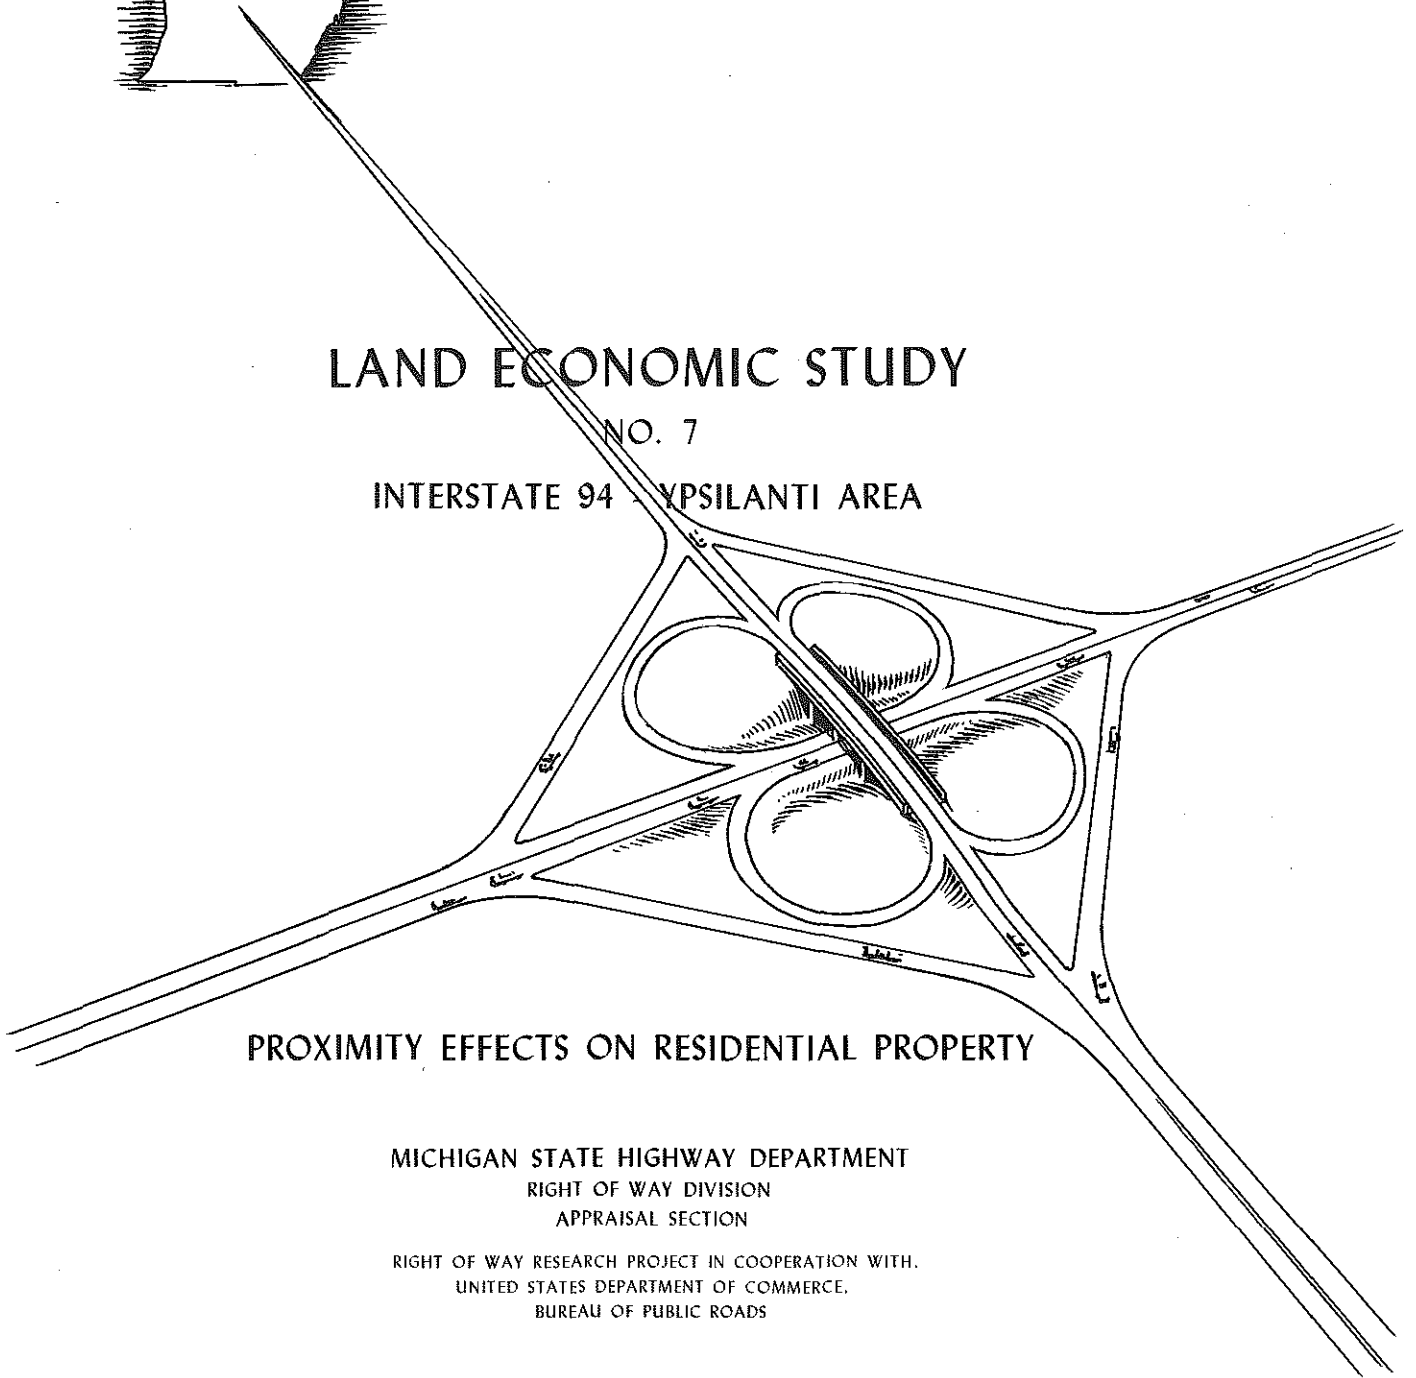 LAND ECONOMIC STUDY
NO. 7
INTERSTATE 94 - YPSILANTI AREA
PROXIMITY EFFECTS ON RESIDENTIAL PROPERTY
MICHIGAN STATE HIGHWAY DEPARTMENT
RIGHT OF WAY DIVISION
APPRAISAL SECTION
RIGHT OF WAY RESEARCH PROJECT IN COOPERATION WITH,
UNITED STATES DEPARTMENT OF COMMERCE,
BUREAU OF PUBLIC ROADS